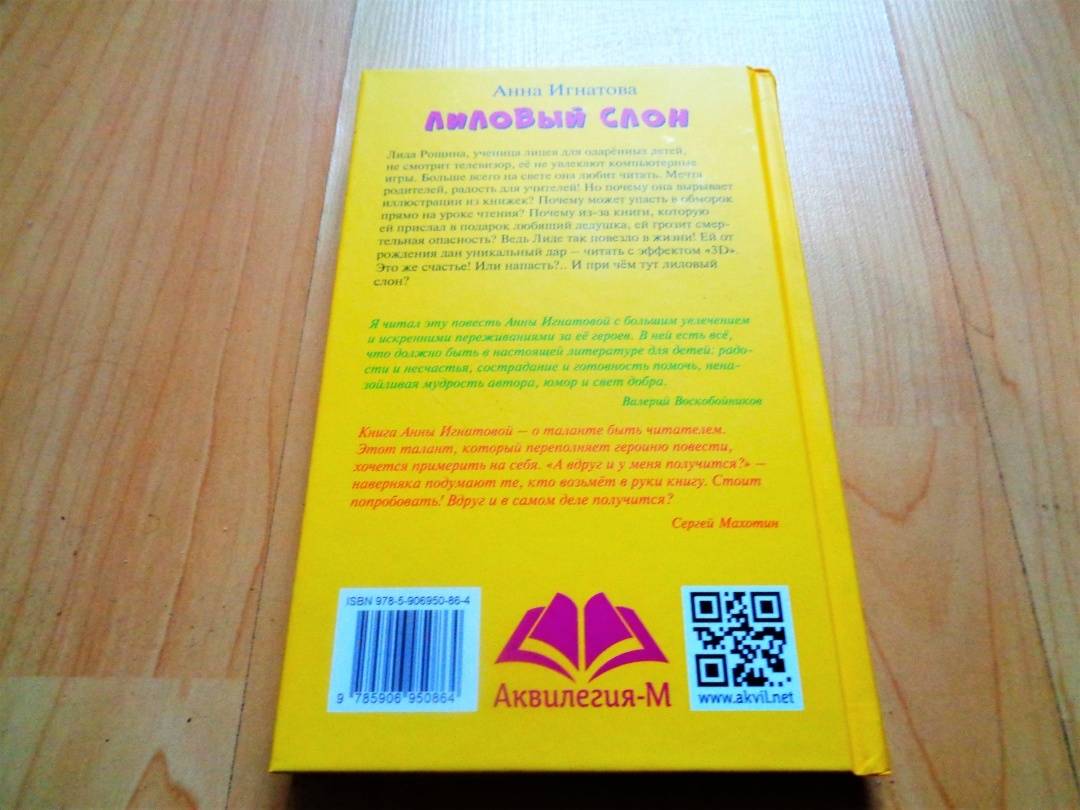 Анна Игнатова
ЛИЛОВЫЙ СЛОН
Лида Рощина, ученица лицея для одарённых детей,
не смотрит телевизор, её не увлекают компьютерные
игры. Больше всего на свете она любит читать. Мечта
родителей, радость для учителей! Но почему она вырывает
иллюстрации из книжек? Почему может упасть в обморок
прямо на уроке чтения? Почему из-за книги, которую
ей прислал в подарок любящий дедушка, ей грозит смер-
тельная опасность? Ведь Лиде так повезло в жизни! Ей от
рождения дан уникальный дар — читать с эффектом «3D».
Это же счастье! Или напасть?.. И при чём тут лиловый
слон?
Я читал эту повесть Анны Игнатовой с большим увлечением
и искренними переживаниями за её героев. В ней есть всё,
что должно быть в настоящей литературе для детей: радо-
сти и несчастья, сострадание и готовность помочь, нена-
зойливая мудрость автора, юмор и свет добра.
Валерий Воскобойников
Книга Анны Игнатовой — о таланте быть читателем.
Этот талант, который переполняет героиню повести,
хочется примерить на себя. «А вдруг и у меня получится?» —
наверняка подумают те, кто возьмёт в руки книгу. Стоит
попробовать! Вдруг и в самом деле получится?
Сергей Махотин
ISBN 978-5-906950-86-4
9 785906 950864
Аквилегия-М
www.akvil.net